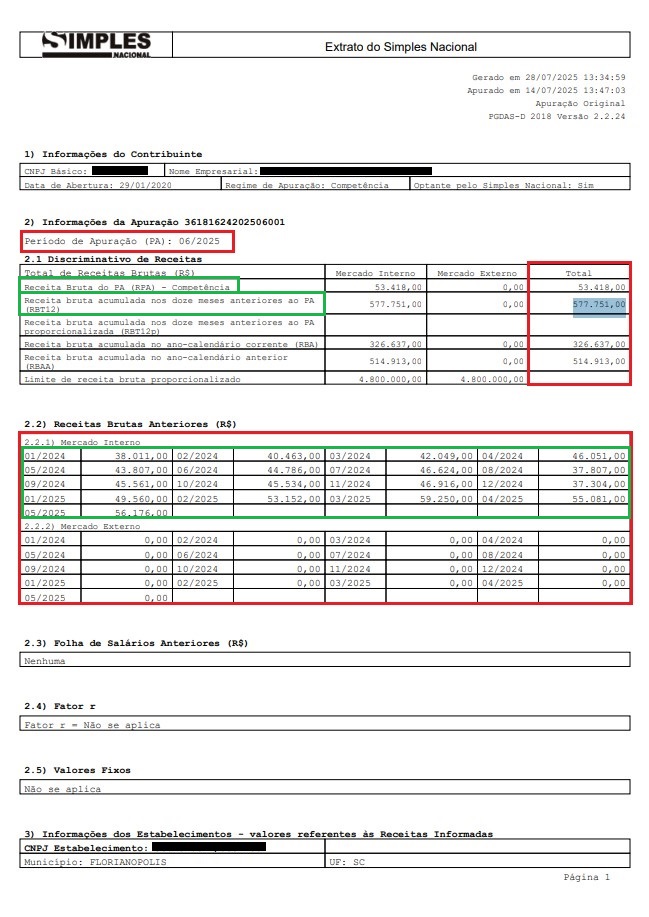 SIMPLES
NACIONAL
Extrato do Simples Nacional
Gerado em 28/07/2025 13:34:59
Apurado em 14/07/2025 13:47:03
Apuração Original
PGDAS-D 2018 Versão 2.2.24
1) Informações do Contribuinte
CNPJ Básico: Nome Empresarial:
Data de Abertura: 29/01/2020 Regime de Apuração: Competência Optante pelo Simples Nacional: Sim
2) Informações da Apuração 36181624202506001
Período de Apuração (PA): 06/2025
2.1 Discriminativo de Receitas
Total de Receitas Brutas (R$) Mercado Interno Mercado Externo Total
Receita Bruta do PA (RPA) - Competência 53.418,00 0,00 53.418,00
Receita bruta acumulada nos doze meses anteriores ao PA
(RBT12) 577.751,00 0,00 577.751,00
Receita bruta acumulada nos doze meses anteriores ao PA
proporcionalizada (RBT12p)
Receita bruta acumulada no ano-calendário corrente (RBA) 326.637,00 0,00 326.637,00
Receita bruta acumulada no ano-calendário anterior
(RBAA) 514.913,00 0,00 514.913,00
Limite de receita bruta proporcionalizado 4.800.000,00 4.800.000,00
2.2) Receitas Brutas Anteriores (R$)
2.2.1) Mercado Interno
01/2024 38.011,00 02/2024 40.463,00 03/2024 42.049,00 04/2024 46.051,00
05/2024 43.807,00 06/2024 44.786,00 07/2024 46.624,00 08/2024 37.807,00
09/2024 45.561,00 10/2024 45.534,00 11/2024 46.916,00 12/2024 37.304,00
01/2025 49.560,00 02/2025 53.152,00 03/2025 59.250,00 04/2025 55.081,00
05/2025 56.176,00
2.2.2) Mercado Externo
01/2024 0,00 02/2024 0,00 03/2024 0,00 04/2024 0,00
05/2024 0,00 06/2024 0,00 07/2024 0,00 08/2024 0,00
09/2024 0,00 10/2024 0,00 11/2024 0,00 12/2024 0,00
01/2025 0,00 02/2025 0,00 03/2025 0,00 04/2025 0,00
05/2025 0,00
2.3) Folha de Salários Anteriores (R$)
Nenhuma
2.4) Fator r
Fator r = Não se aplica
2.5) Valores Fixos
Não se aplica
3) Informações dos Estabelecimentos - valores referentes às Receitas Informadas
CNPJ Estabelecimento:
Município: FLORIANOPOLIS UF: SC
Página 1